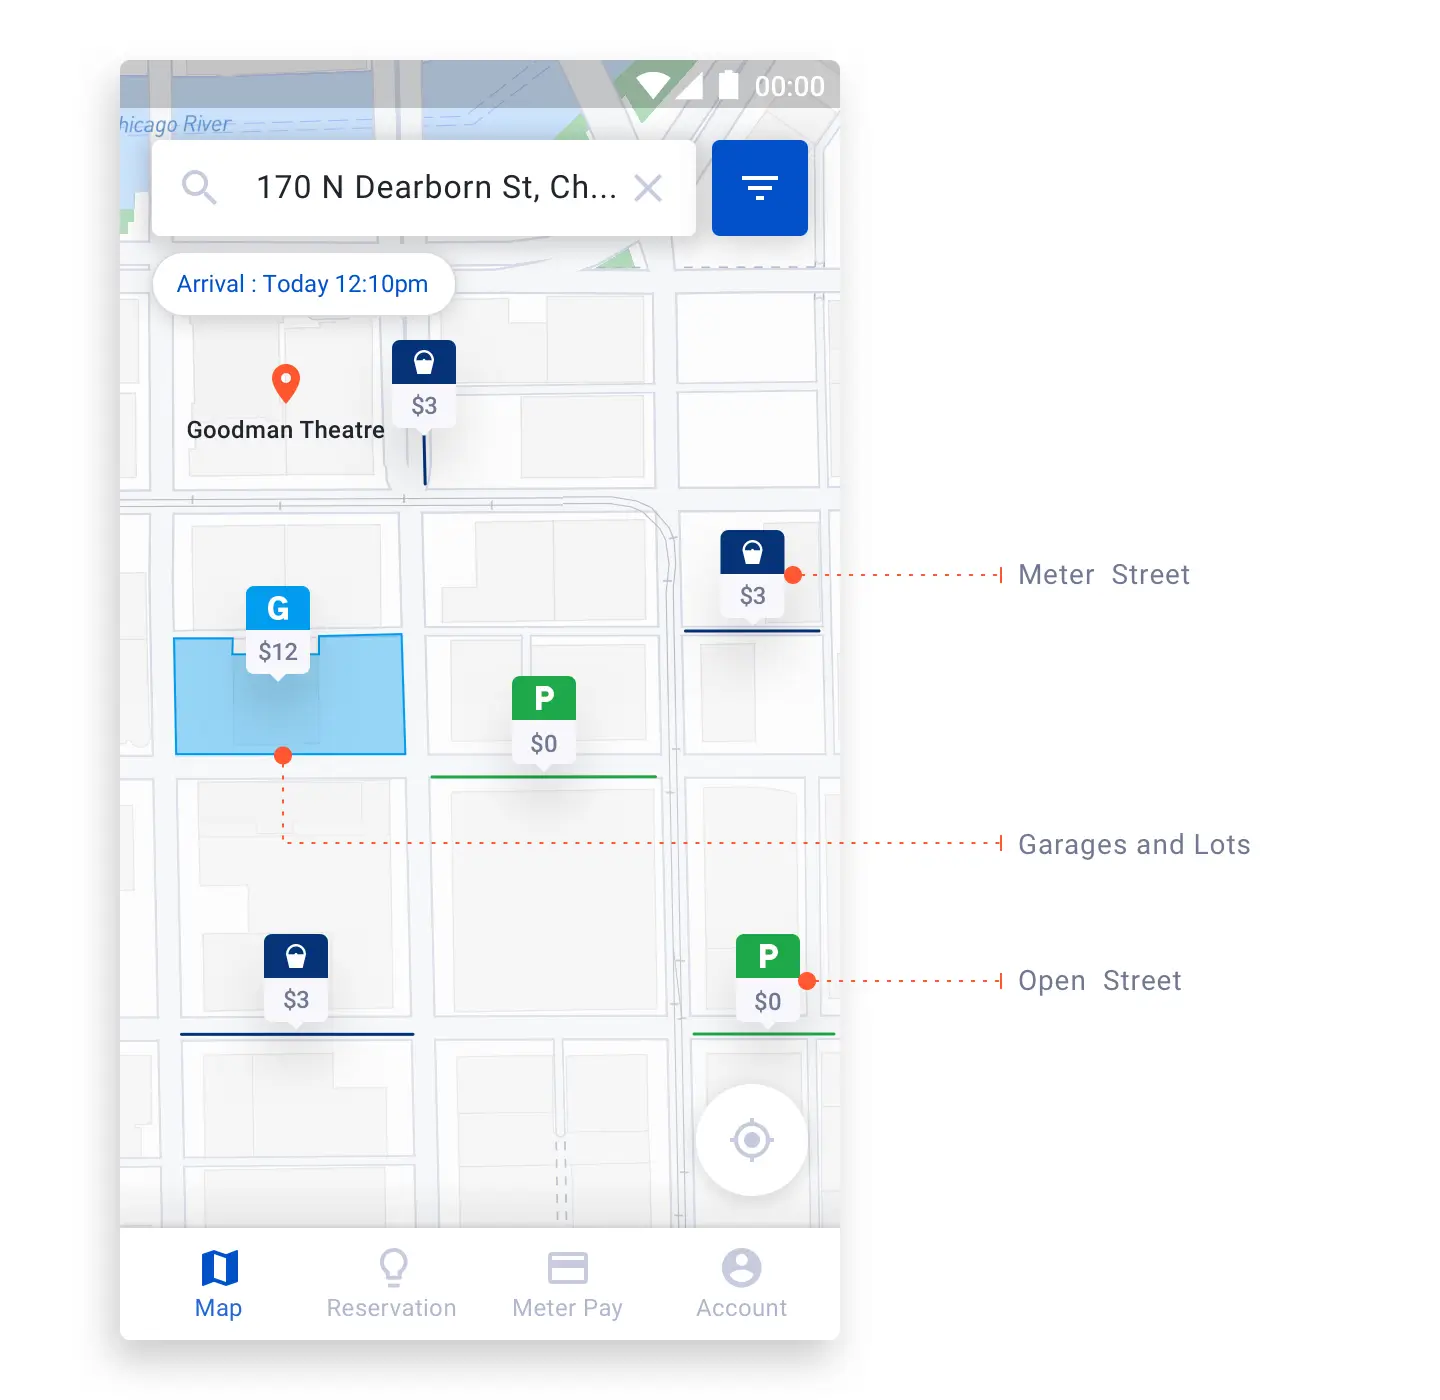 00:00
hicago River
170 N Dearborn St, Ch...
Arrival : Today 12:10pm
$3
Goodman Theatre
$3
Meter Street
G
$12
P
$0
Garages and Lots
$3
P
$0
Open Street
Map
Reservation
Meter Pay
Account